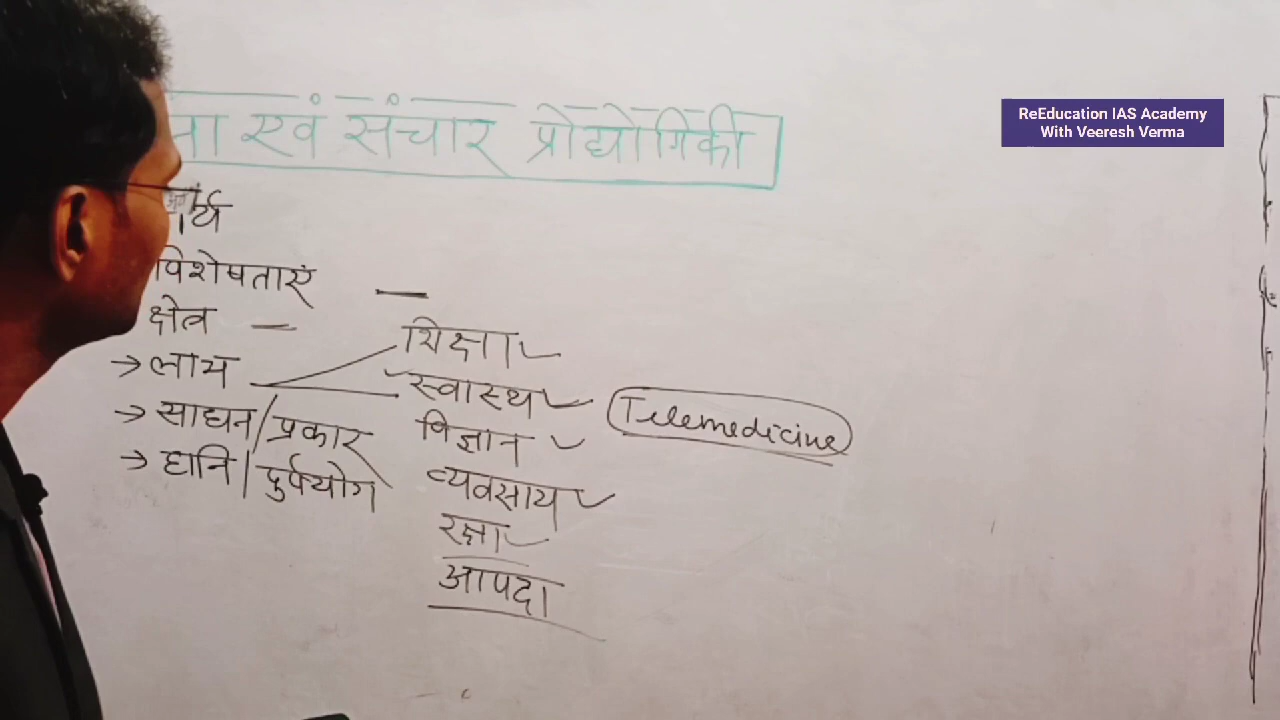 ReEducation IAS Academy
With Veeresh Verma
ना एवं संचार प्रोद्योगिकी
र्थ
विशेषताएं —
क्षेत्र —
→ लाभ
→ साधन/प्रकार
→ हानि/दुर्पयोग
शिक्षा
स्वास्थ Telemedicine
विज्ञान
व्यवसाय
रक्षा
आपदा